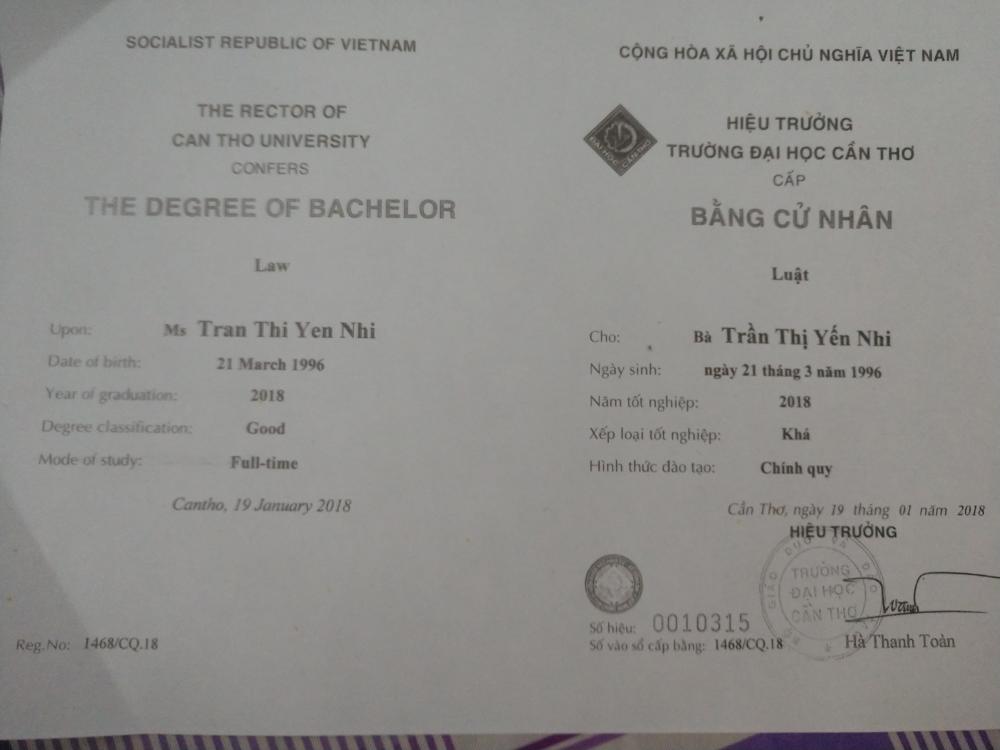 SOCIALIST REPUBLIC OF VIETNAM
THE RECTOR OF
CAN THO UNIVERSITY
CONFERS
THE DEGREE OF BACHELOR
Law
Upon: Ms Tran Thi Yen Nhi
Date of birth: 21 March 1996
Year of graduation: 2018
Degree classification: Good
Mode of study: Full-time
Cantho, 19 January 2018
Reg.No: 1468/CQ.18
CỘNG HÒA XÃ HỘI CHỦ NGHĨA VIỆT NAM
ĐẠI HỌC CẦN THƠ
HIỆU TRƯỞNG
TRƯỜNG ĐẠI HỌC CẦN THƠ
CẤP
BẰNG CỬ NHÂN
Luật
Cho: Bà Trần Thị Yến Nhi
Ngày sinh: ngày 21 tháng 3 năm 1996
Năm tốt nghiệp: 2018
Xếp loại tốt nghiệp: Khá
Hình thức đào tạo: Chính quy
Cần Thơ, ngày 19 tháng 01 năm 2018
HIỆU TRƯỞNG
TRƯỜNG
ĐẠI HỌC
CẦN THƠ
Số hiệu: 0010315
Số vào sổ cấp bằng: 1468/CQ.18
Hà Thanh Toàn